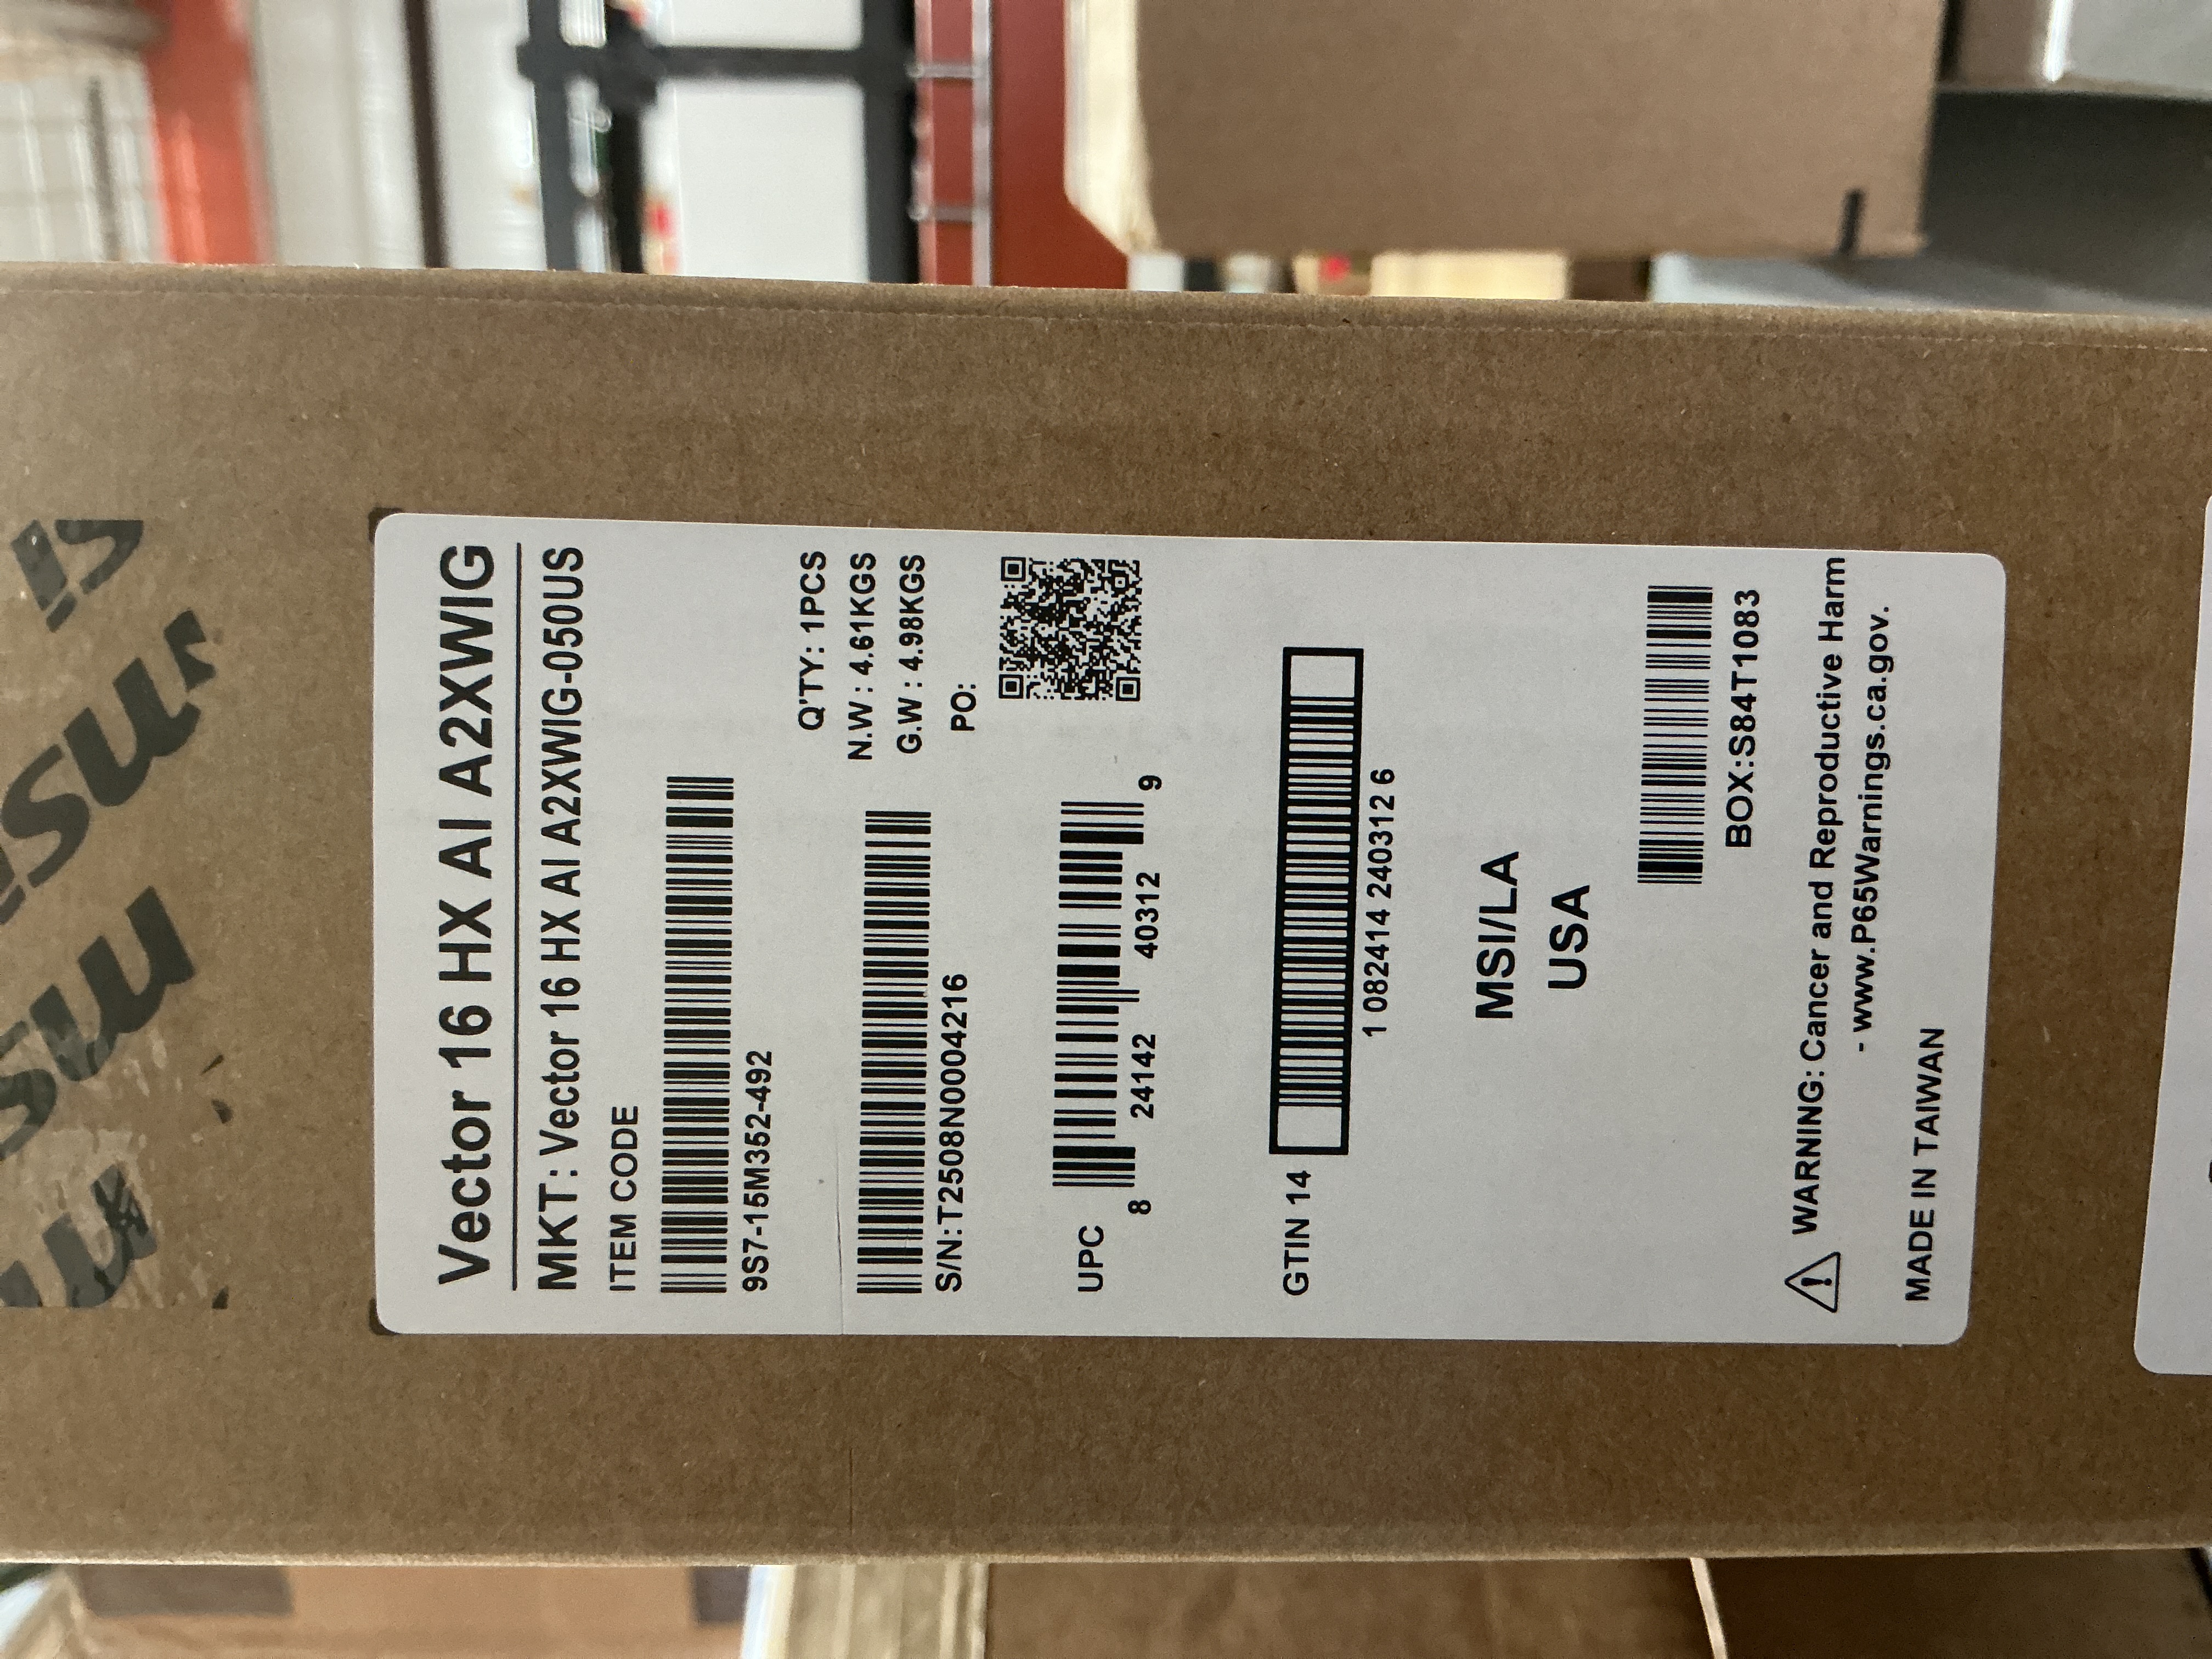 Vector 16 HX AI A2XWIG
MKT: Vector 16 HX AI A2XWIG-050US
ITEM CODE
9S7-15M352-492
Q'TY: 1PCS
N.W : 4.61KGS
G.W : 4.98KGS
PO:
S/N:T2508N0004216
UPC
8 24142 40312 9
GTIN 14
1 082414 240312 6
MSI/LA
USA
BOX:S84T1083
WARNING: Cancer and Reproductive Harm
- www.P65Warnings.ca.gov.
MADE IN TAIWAN